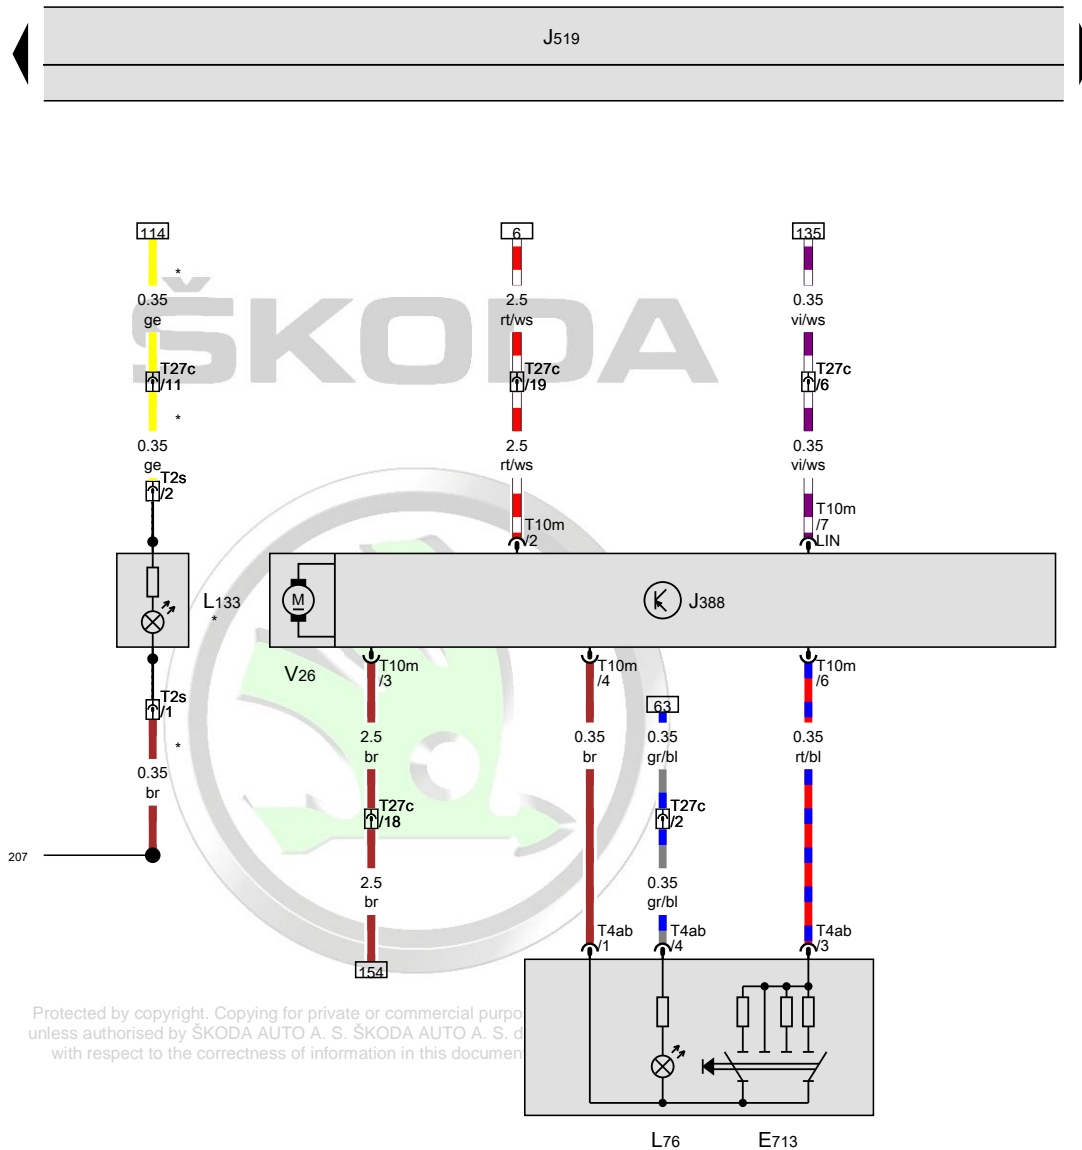 J519
114
6
135
*
0.35
ge
2.5
rt/ws
0.35
vi/ws
ŠKODA
T27c
/11
T27c
/19
T27c
/6
*
0.35
ge
2.5
rt/ws
0.35
vi/ws
T2s
/2
T10m
/2
T10m
/7
LIN
L133
*
M
J388
V26
T10m
/3
T10m
/4
T10m
/6
T2s
/1
63
*
0.35
br
2.5
br
0.35
br
0.35
gr/bl
0.35
rt/bl
T27c
/18
T27c
/2
207
2.5
br
0.35
gr/bl
T4ab
/1
T4ab
/4
T4ab
/3
154
Protected by copyright. Copying for private or commercial purpo
unless authorised by ŠKODA AUTO A. S. ŠKODA AUTO A. S. d
with respect to the correctness of information in this documen
L76
E713